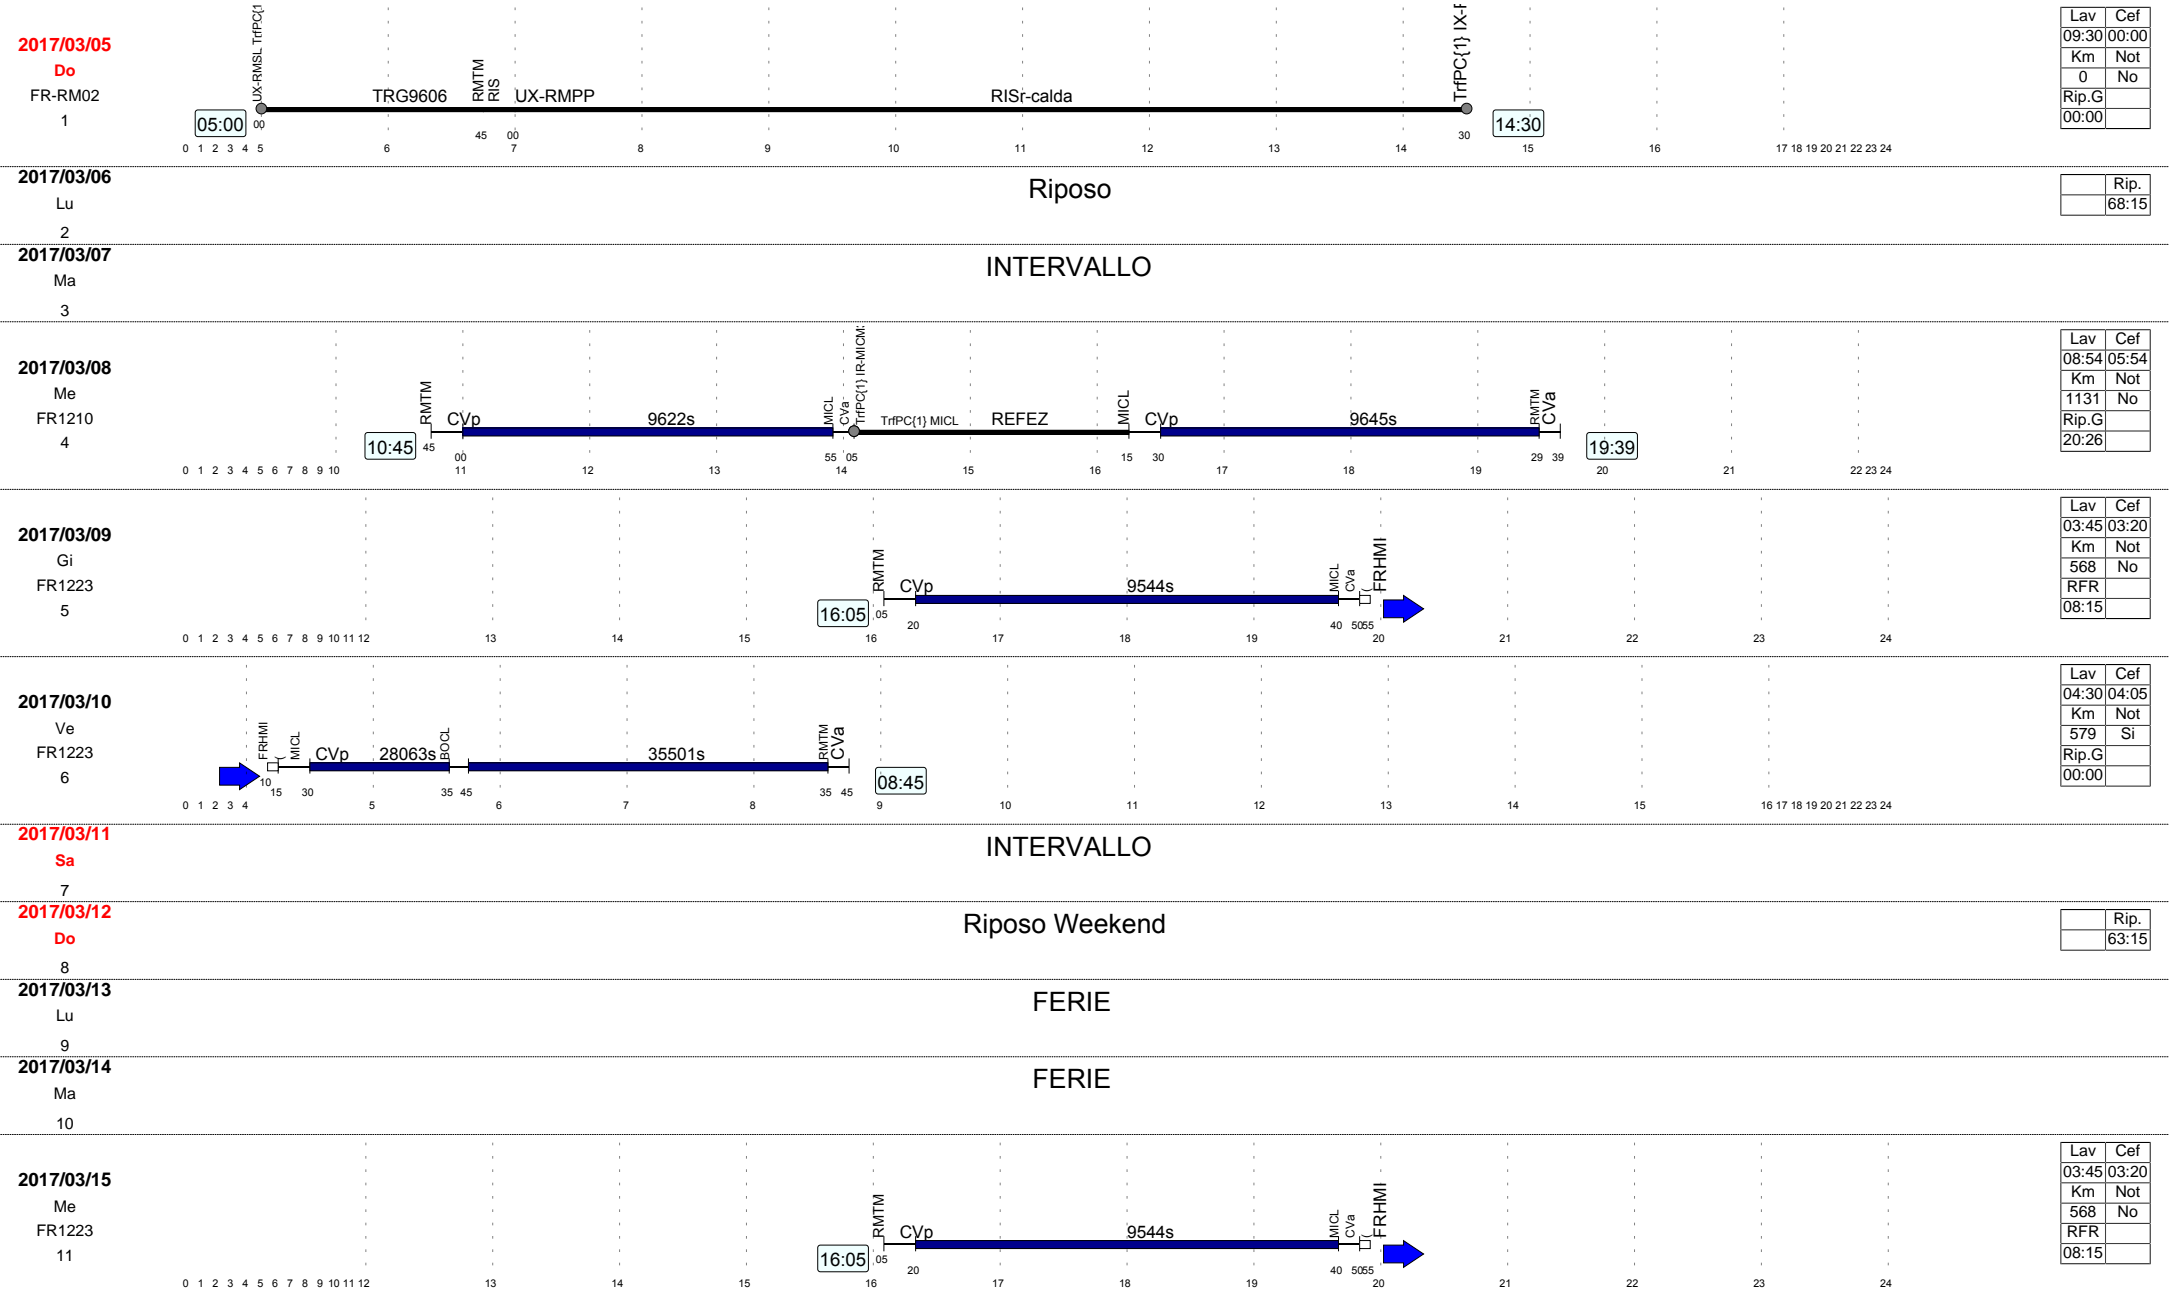 UX-RMSL TrfPC{1
TrfPC{1} IX-F
2017/03/05
Do
FR-RM02
1
TRG9606 RMTM RIS UX-RMPP RISr-calda
05:00 00 45 00 30 14:30
0 1 2 3 4 5 6 7 8 9 10 11 12 13 14 15 16 17 18 19 20 21 22 23 24
Lav Cef
09:30 00:00
Km Not
0 No
Rip.G
00:00
2017/03/06
Lu
2
Riposo
Rip.
68:15
2017/03/07
Ma
3
INTERVALLO
2017/03/08
Me
FR1210
4
RMTM CVp 9622s MICL CVa TrfPC{1} IR-MICM: TrfPC{1} MICL REFEZ MICL CVp 9645s RMTM CVa
10:45 45 00 55 05 15 30 29 39 19:39
0 1 2 3 4 5 6 7 8 9 10 11 12 13 14 15 16 17 18 19 20 21 22 23 24
Lav Cef
08:54 05:54
Km Not
1131 No
Rip.G
20:26
2017/03/09
Gi
FR1223
5
RMTM CVp 9544s MICL CVa ( FRHMI
16:05 05 20 40 50 55
0 1 2 3 4 5 6 7 8 9 10 11 12 13 14 15 16 17 18 19 20 21 22 23 24
Lav Cef
03:45 03:20
Km Not
568 No
RFR
08:15
2017/03/10
Ve
FR1223
6
FRHMI ( MICL CVp 28063s BOCL 35501s RMTM CVa
10 15 30 35 45 35 45 08:45
0 1 2 3 4 5 6 7 8 9 10 11 12 13 14 15 16 17 18 19 20 21 22 23 24
Lav Cef
04:30 04:05
Km Not
579 Si
Rip.G
00:00
2017/03/11
Sa
7
INTERVALLO
2017/03/12
Do
8
Riposo Weekend
Rip.
63:15
2017/03/13
Lu
9
FERIE
2017/03/14
Ma
10
FERIE
2017/03/15
Me
FR1223
11
RMTM CVp 9544s MICL CVa ( FRHMI
16:05 05 20 40 50 55
0 1 2 3 4 5 6 7 8 9 10 11 12 13 14 15 16 17 18 19 20 21 22 23 24
Lav Cef
03:45 03:20
Km Not
568 No
RFR
08:15